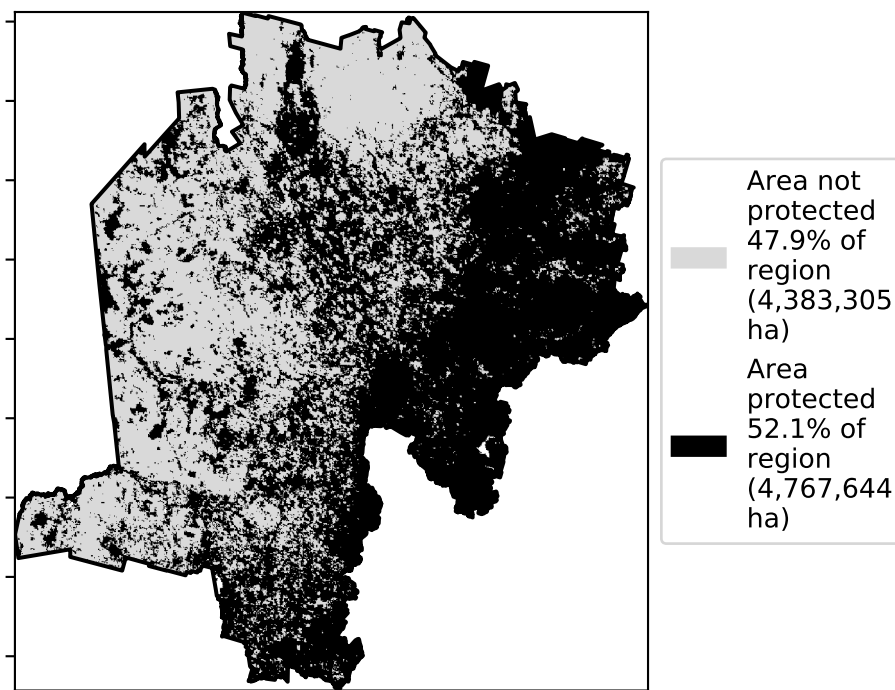 Area not
protected
47.9% of
region
(4,383,305
ha)
Area
protected
52.1% of
region
(4,767,644
ha)